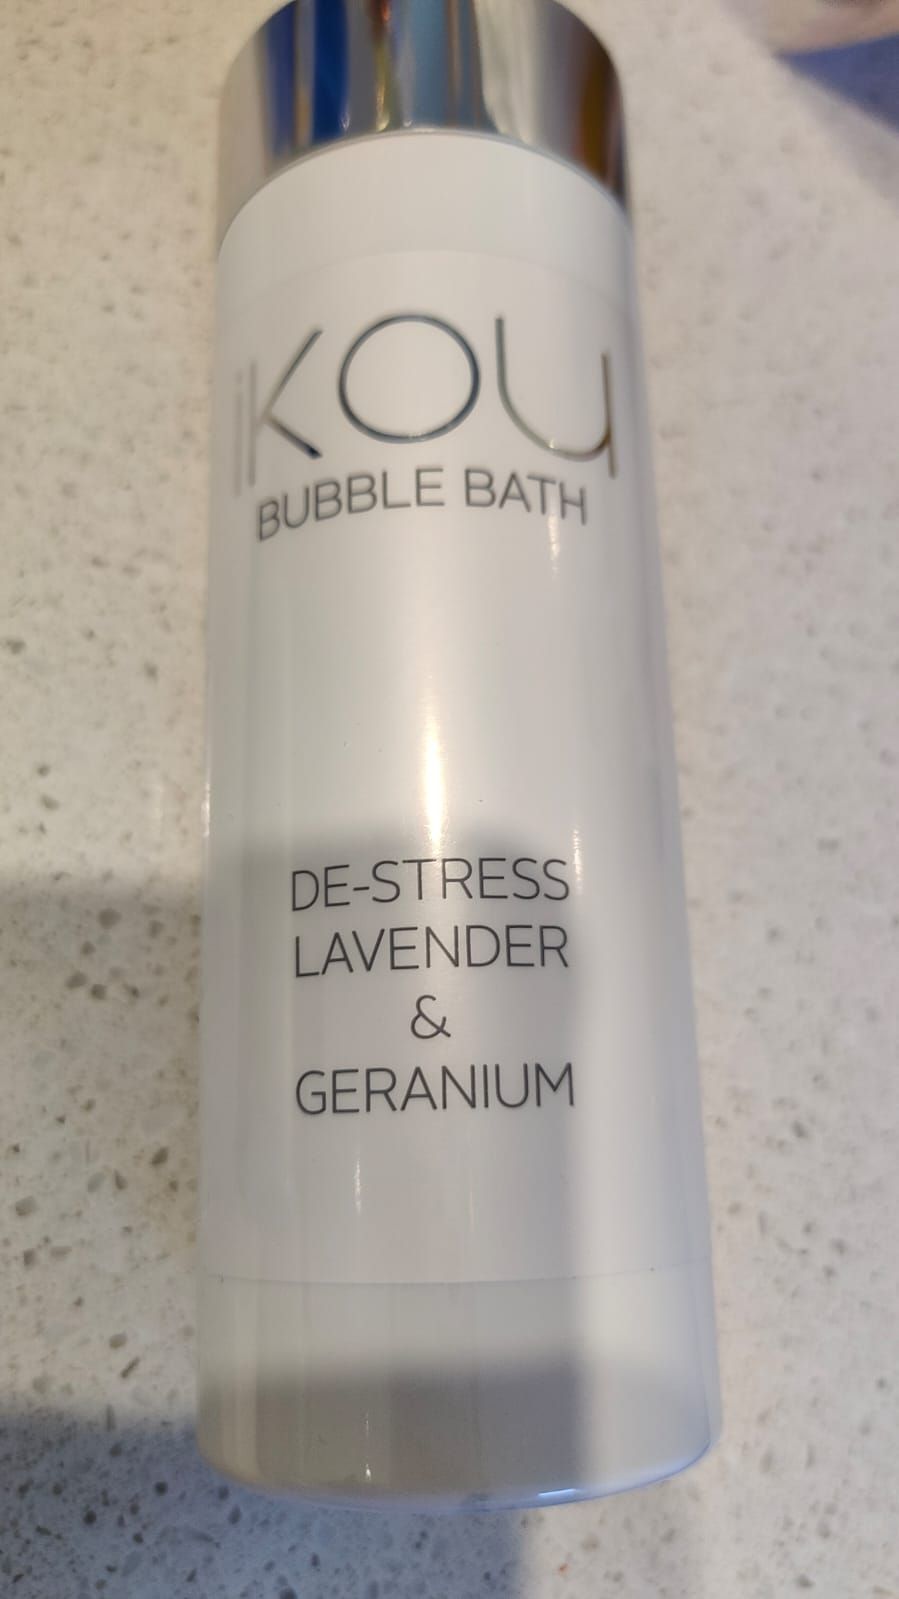 iKOU
BUBBLE BATH
DE-STRESS
LAVENDER
&
GERANIUM